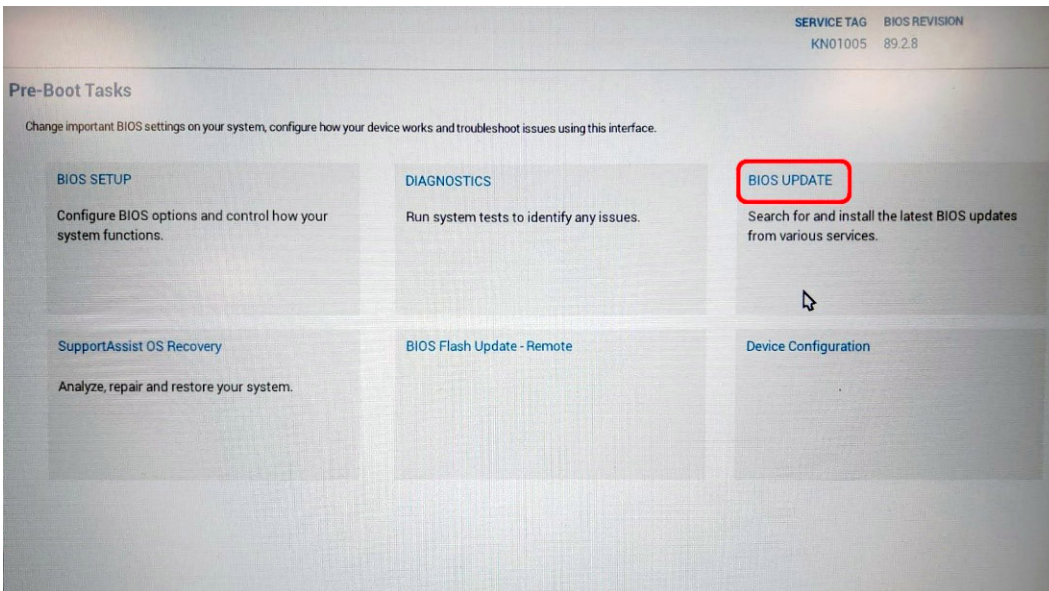 SERVICE TAG BIOS REVISION
KN01005 89.2.8
Pre-Boot Tasks
Change important BIOS settings on your system, configure how your device works and troubleshoot issues using this interface.
BIOS SETUP
Configure BIOS options and control how your
system functions.
DIAGNOSTICS
Run system tests to identify any issues.
BIOS UPDATE
Search for and install the latest BIOS updates
from various services.
SupportAssist OS Recovery
Analyze, repair and restore your system.
BIOS Flash Update - Remote
Device Configuration